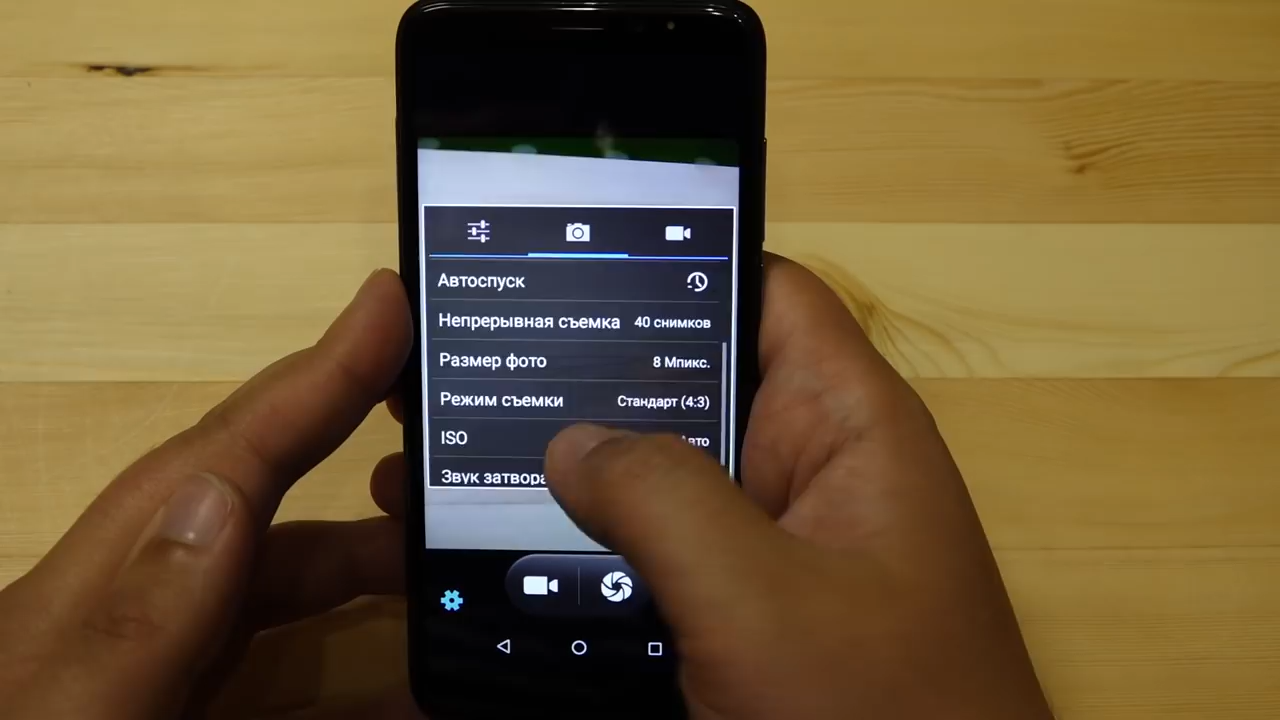 Автоспуск
Непрерывная съемка 40 снимков
Размер фото 8 Мпикс.
Режим съемки Стандарт (4:3)
ISO
Звук затвора